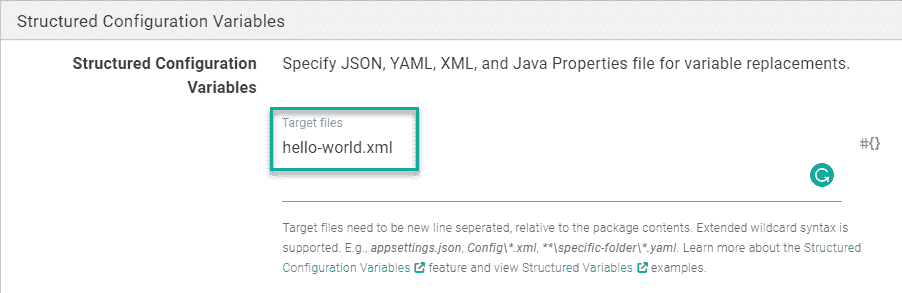 Structured Configuration Variables
Structured Configuration
Variables
Specify JSON, YAML, XML, and Java Properties file for variable replacements.
Target files
hello-world.xml
#{}
Target files need to be new line seperated, relative to the package contents. Extended wildcard syntax is
supported. E.g., appsettings.json, Config\*.xml, **\specific-folder\*.yaml. Learn more about the Structured
Configuration Variables feature and view Structured Variables examples.